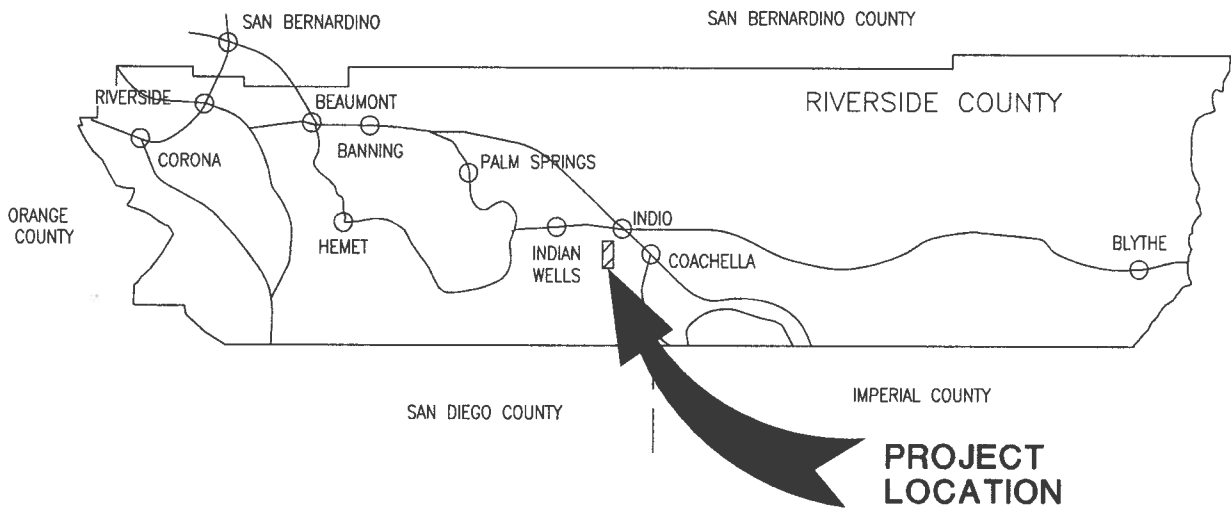 SAN BERNARDINO
SAN BERNARDINO COUNTY
RIVERSIDE
BEAUMONT
RIVERSIDE COUNTY
CORONA
BANNING
PALM SPRINGS
ORANGE
COUNTY
HEMET
INDIAN
WELLS
INDIO
COACHELLA
BLYTHE
SAN DIEGO COUNTY
IMPERIAL COUNTY
PROJECT
LOCATION